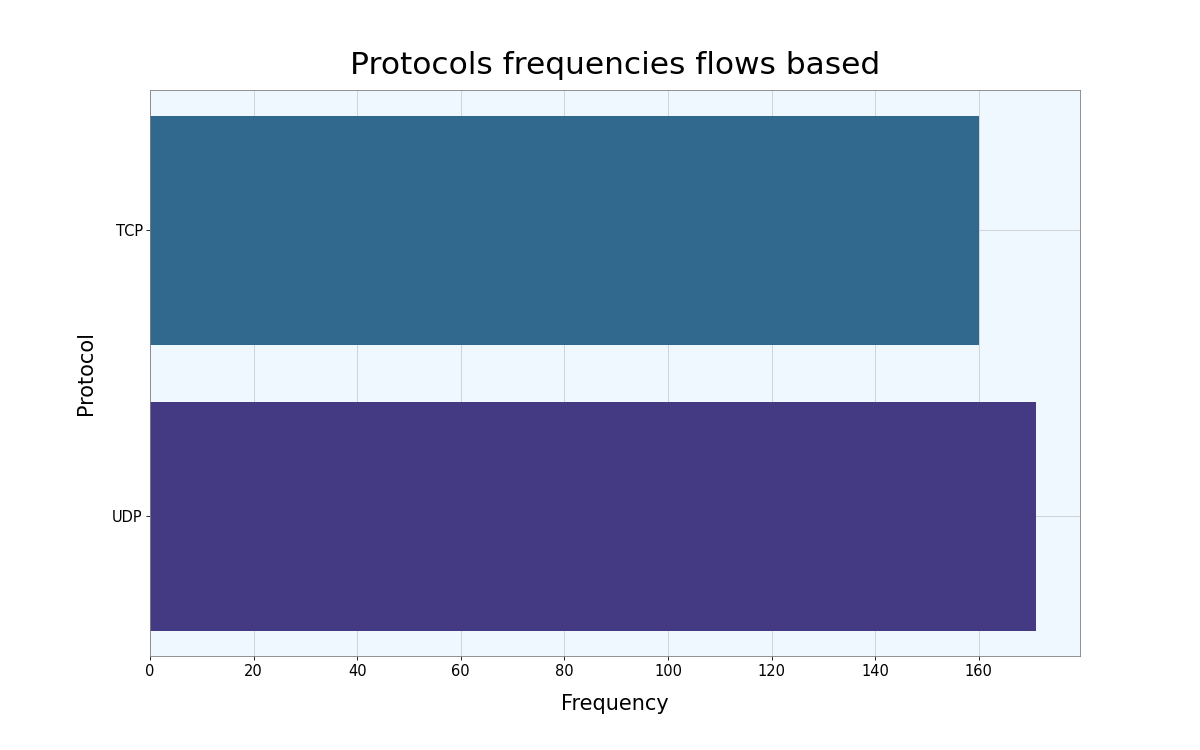 Protocols frequencies flows based
TCP
Protocol
UDP
0 20 40 60 80 100 120 140 160
Frequency